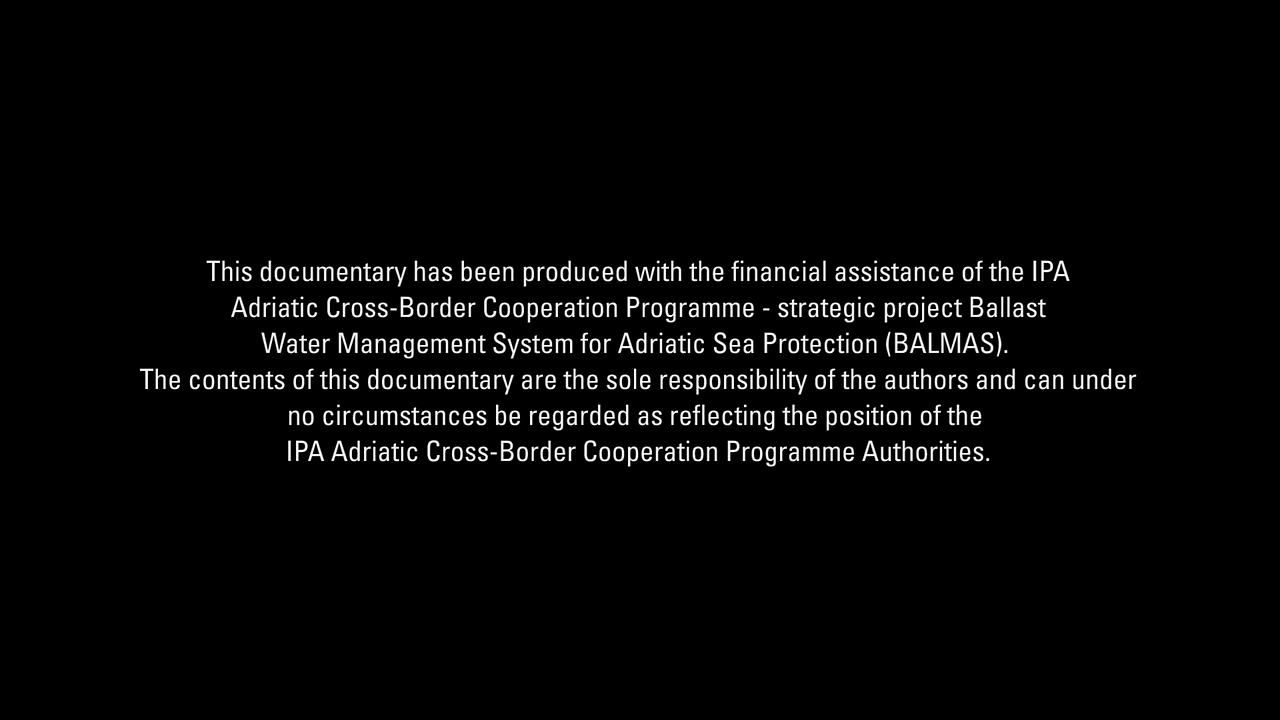 This documentary has been produced with the financial assistance of the IPA
Adriatic Cross-Border Cooperation Programme - strategic project Ballast
Water Management System for Adriatic Sea Protection (BALMAS).
The contents of this documentary are the sole responsibility of the authors and can under
no circumstances be regarded as reflecting the position of the
IPA Adriatic Cross-Border Cooperation Programme Authorities.